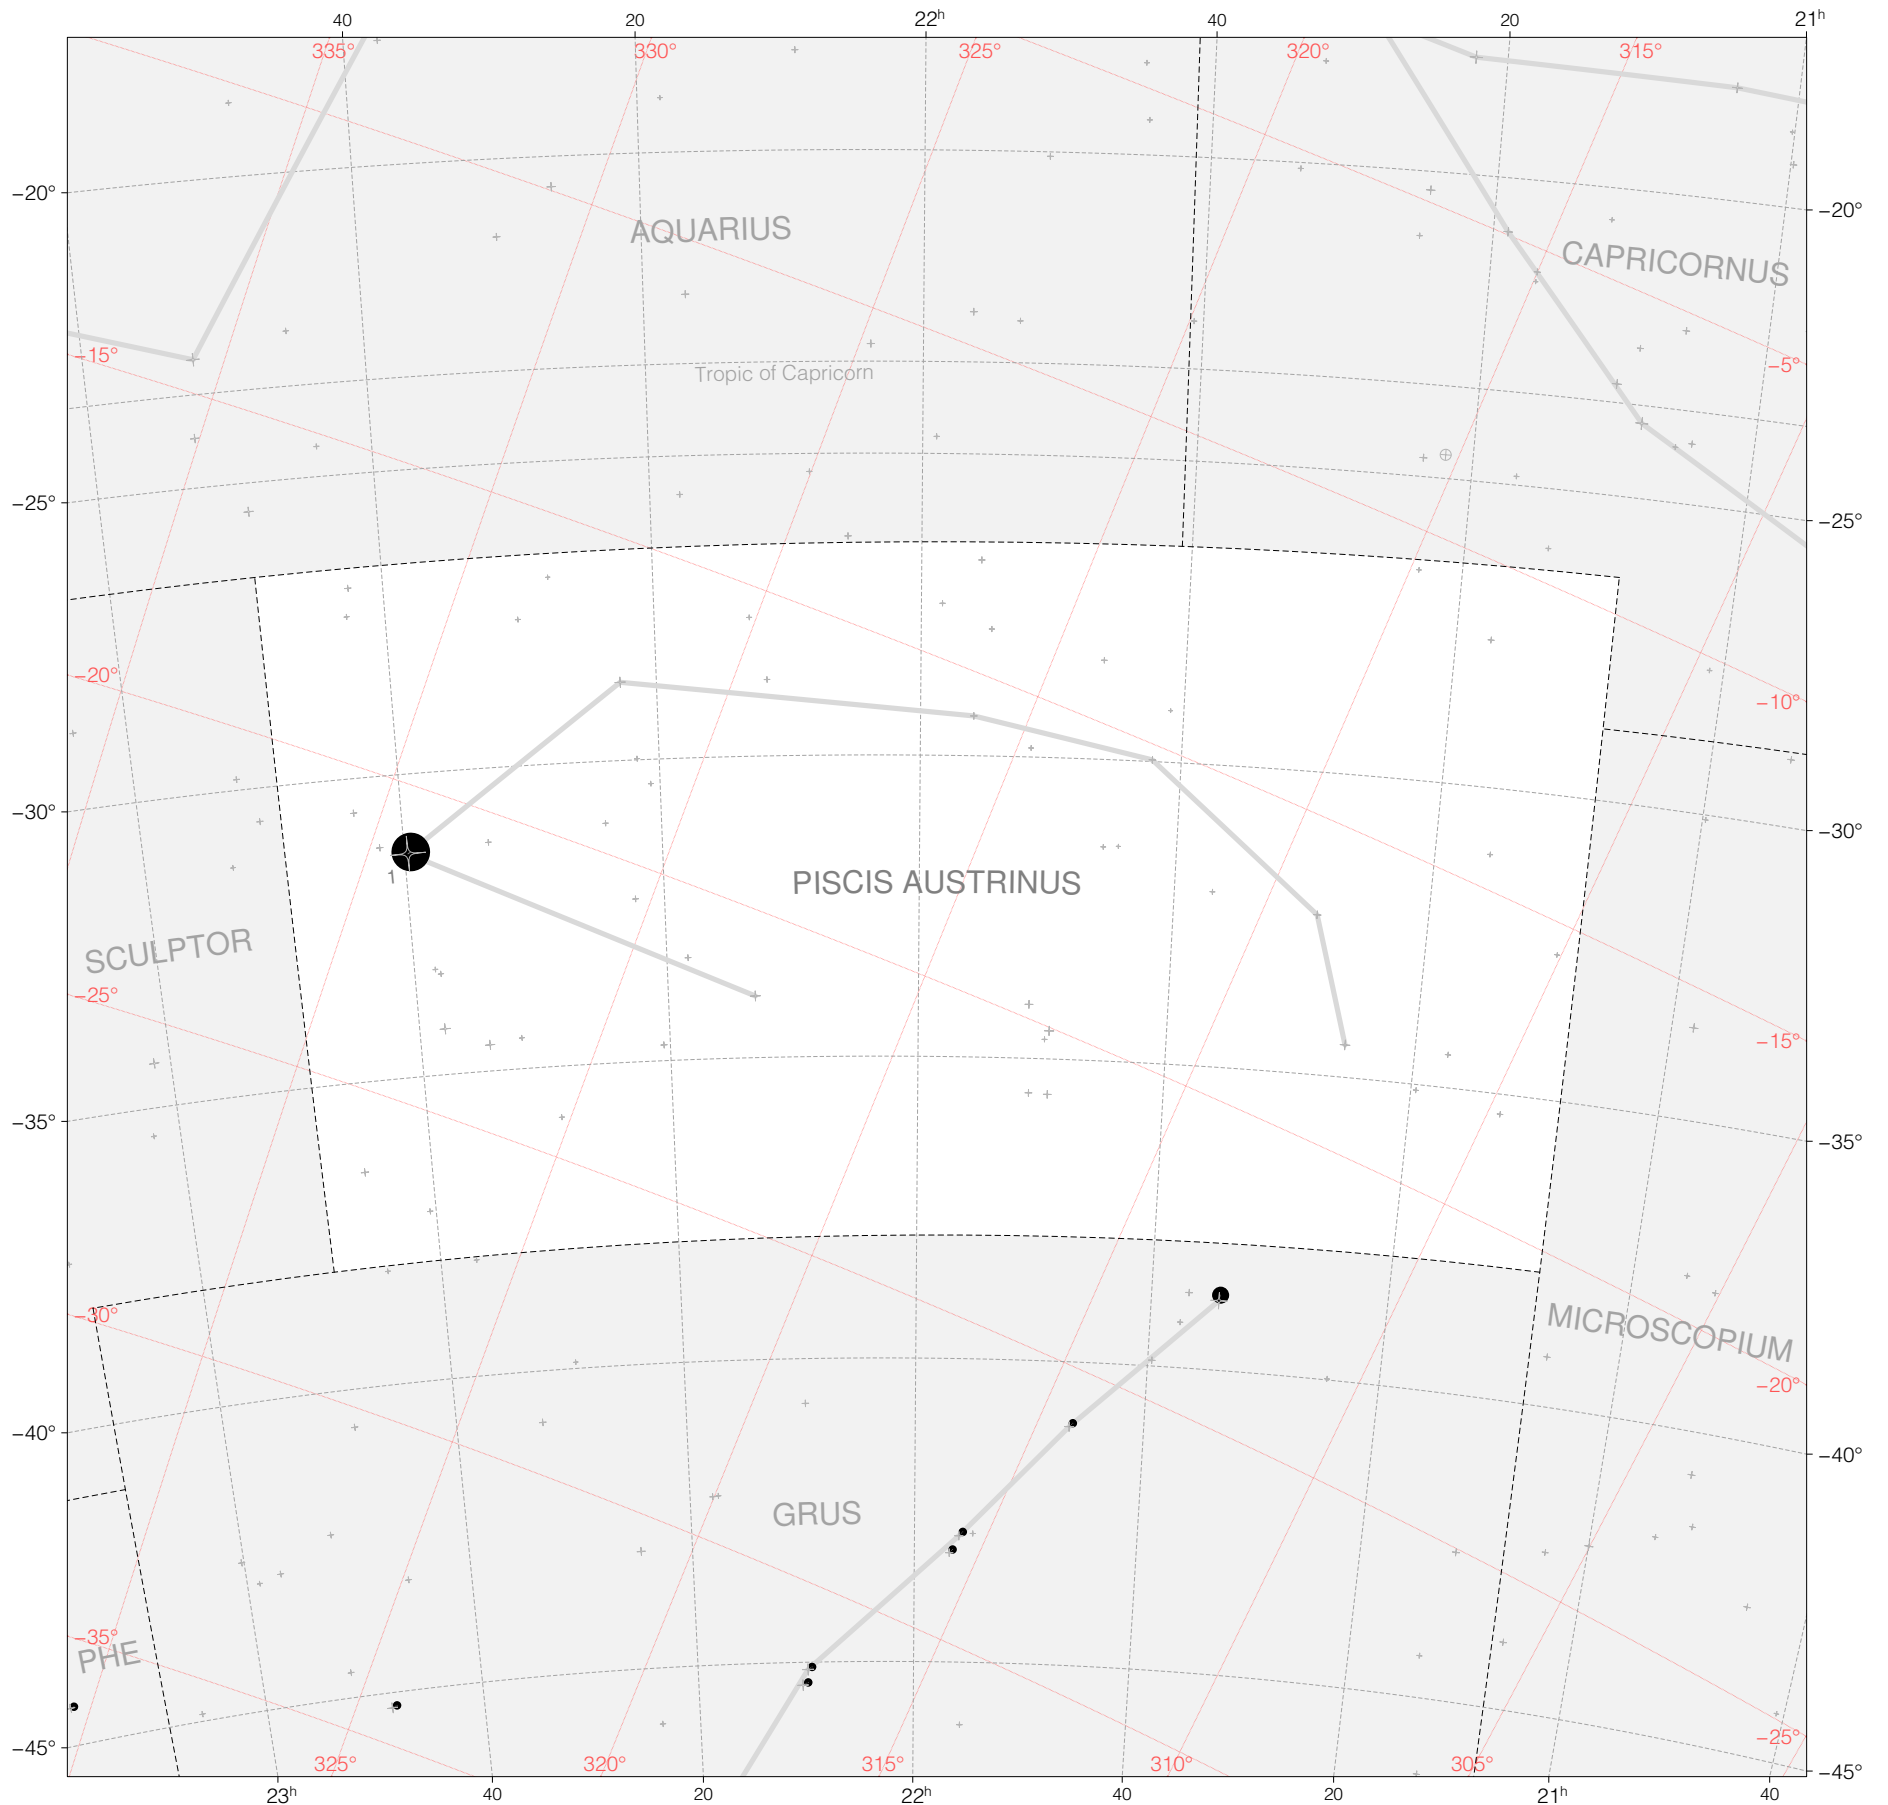 40 20 22h 40 20 21h
335° 330° 325° 320° 315°
−20° −20°
AQUARIUS
CAPRICORNUS
−15° −5°
Tropic of Capricorn
−25° −25°
−20° −10°
−30° −30°
1
PISCIS AUSTRINUS
SCULPTOR
−25° −15°
−35° −35°
−30°
MICROSCOPIUM
−20°
−40° −40°
GRUS
−35°
PHE
−25°
−45° −45°
325° 320° 315° 310° 305°
23h 40 20 22h 40 20 21h 40